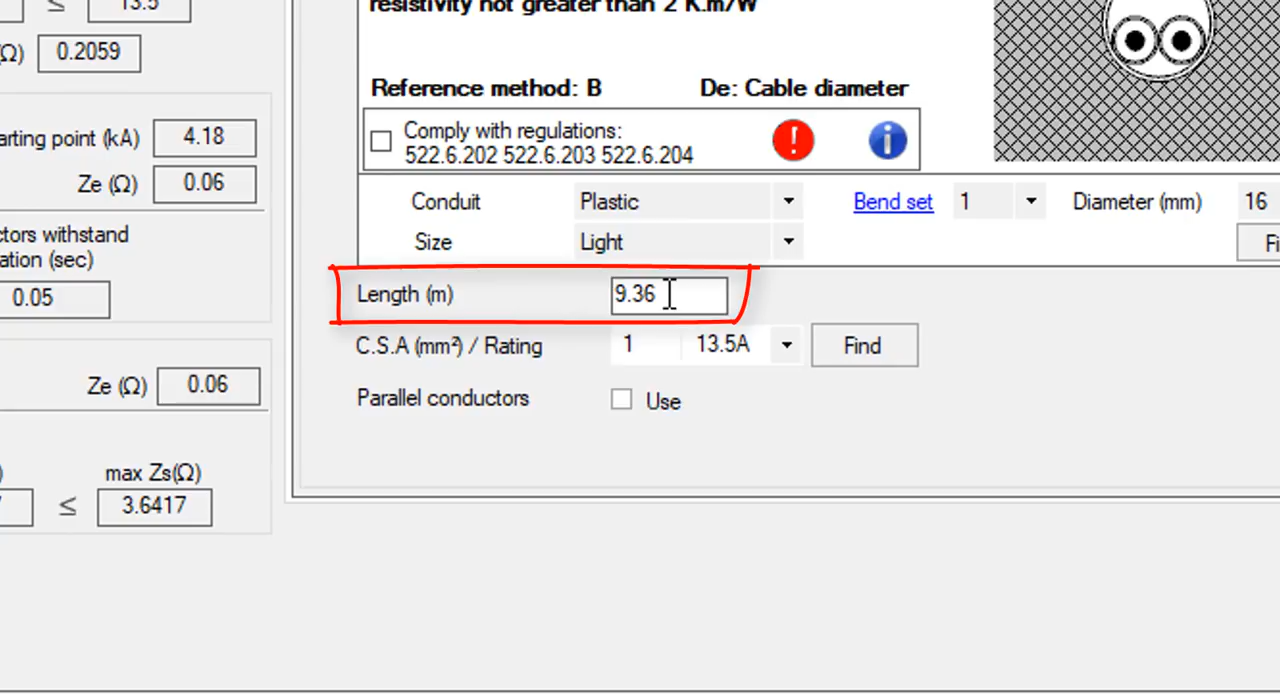 ≤ 13.5
(Ω) 0.2059
arting point (kA) 4.18
Ze (Ω) 0.06
ctors withstand
ation (sec)
0.05
Ze (Ω) 0.06
max Zs(Ω)
≤ 3.6417
resistivity not greater than 2 K.m/W
Reference method: B De: Cable diameter
Comply with regulations:
522.6.202 522.6.203 522.6.204
Conduit Plastic Bend set 1 Diameter (mm) 16
Size Light Fi
Length (m) 9.36
C.S.A (mm²) / Rating 1 13.5A Find
Parallel conductors Use